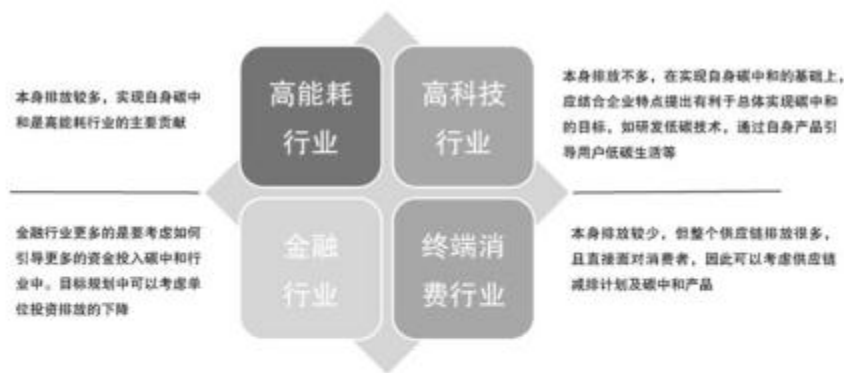 本身排放较多，实现自身碳中
和是高能耗行业的主要贡献
高能耗
行业
高科技
行业
本身排放不多，在实现自身碳中和的基础上，
应结合企业特点提出有利于总体实现碳中和
的目标，如研发低碳技术，通过自身产品引
导用户低碳生活等
金融行业更多的是要考虑如何
引导更多的资金投入碳中和行
业中。目标规划中可以考虑单
位投资排放的下降
金融
行业
终端消
费行业
本身排放较少，但整个供应链排放很多，
且直接面对消费者，因此可以考虑供应链
减排计划及碳中和产品